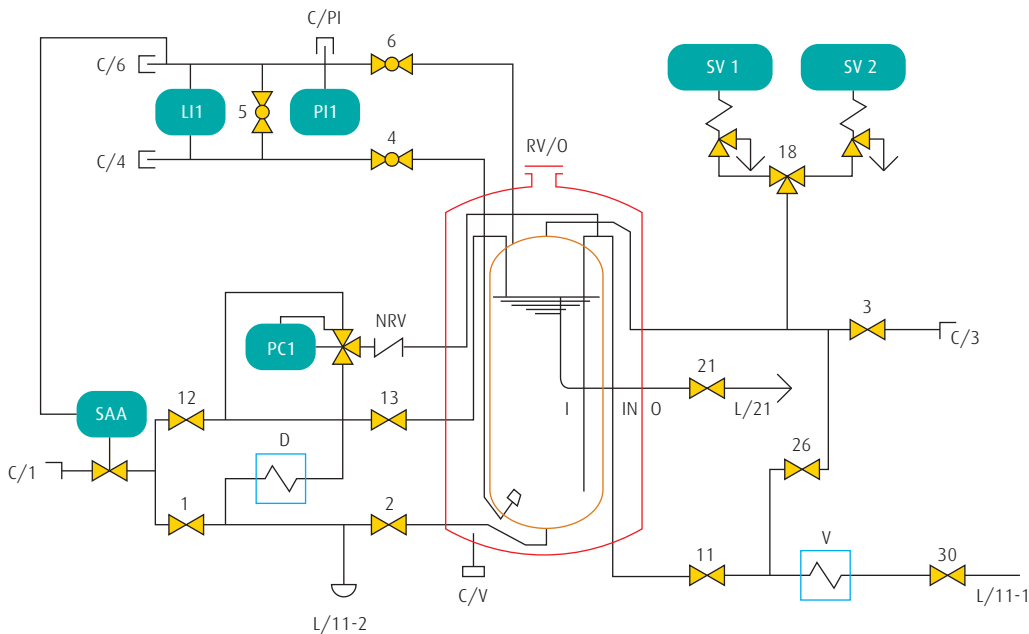 C/PI
6
C/6
SV 1
SV 2
LI1
5
PI1
4
C/4
RV/O
18
NRV
3
PC1
C/3
21
12
13
I
IN
O
L/21
SAA
D
26
C/1
1
2
V
11
30
C/V
L/11-1
L/11-2